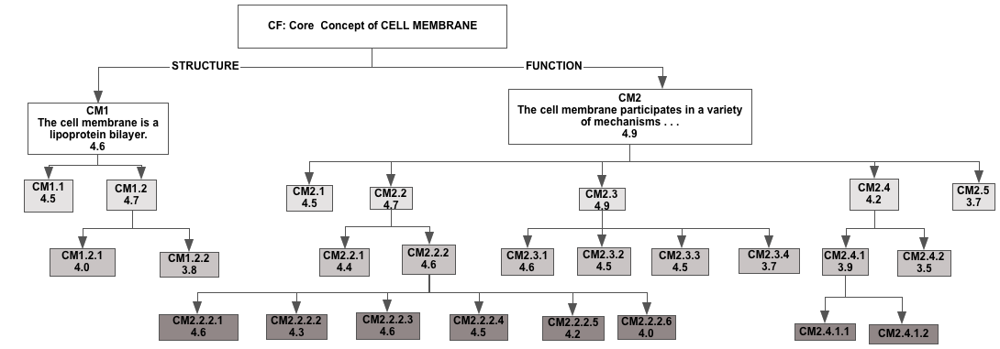 CF: Core Concept of CELL MEMBRANE
STRUCTURE
FUNCTION
CM1
The cell membrane is a
lipoprotein bilayer.
4.6
CM2
The cell membrane participates in a variety
of mechanisms . . .
4.9
CM1.1
4.5
CM1.2
4.7
CM2.1
4.5
CM2.2
4.7
CM2.3
4.9
CM2.4
4.2
CM2.5
3.7
CM1.2.1
4.0
CM1.2.2
3.8
CM2.2.1
4.4
CM2.2.2
4.6
CM2.3.1
4.6
CM2.3.2
4.5
CM2.3.3
4.5
CM2.3.4
3.7
CM2.4.1
3.9
CM2.4.2
3.5
CM2.2.2.1
4.6
CM2.2.2.2
4.3
CM2.2.2.3
4.6
CM2.2.2.4
4.5
CM2.2.2.5
4.2
CM2.2.2.6
4.0
CM2.4.1.1
CM2.4.1.2